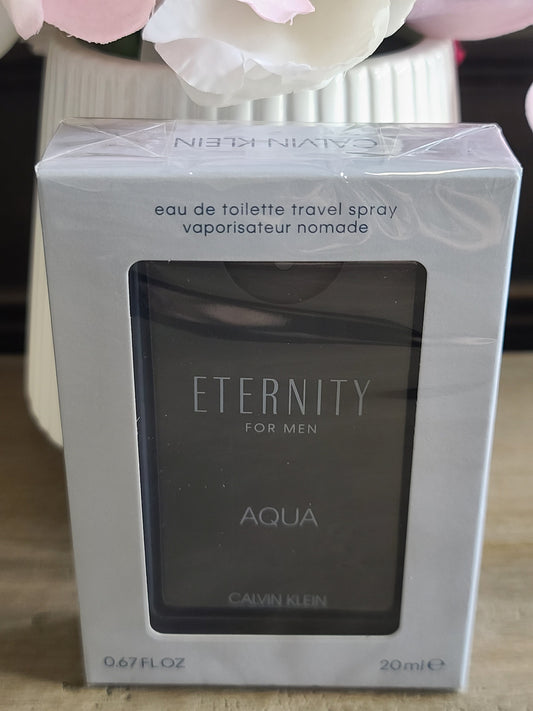 CALVIN KLEIN
eau de toilette travel spray
vaporisateur nomade
ETERNITY
FOR MEN
AQUA
CALVIN KLEIN
0.67 FL OZ
20 ml ℮